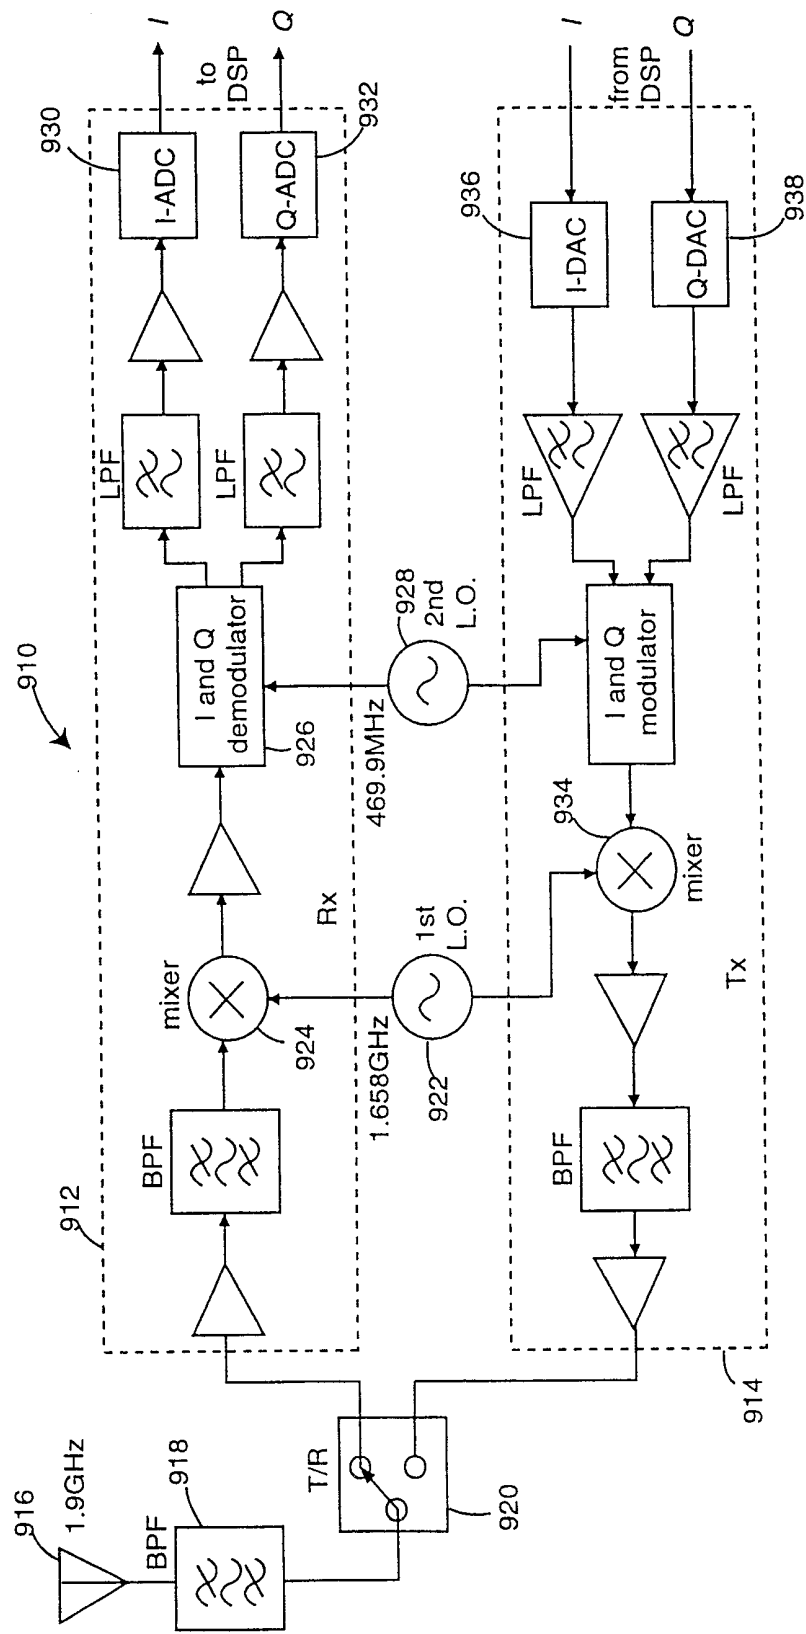 910
916
1.9GHz
BPF
918
T/R
920
912
BPF
mixer
924
Rx
I and Q
demodulator
926
LPF
LPF
I-ADC
930
Q-ADC
932
I
to
DSP
Q
1.658GHz
922
1st
L.O.
469.9MHz
928
2nd
L.O.
914
BPF
Tx
934
mixer
I and Q
modulator
LPF
LPF
936
I-DAC
Q-DAC
938
I
from
DSP
Q